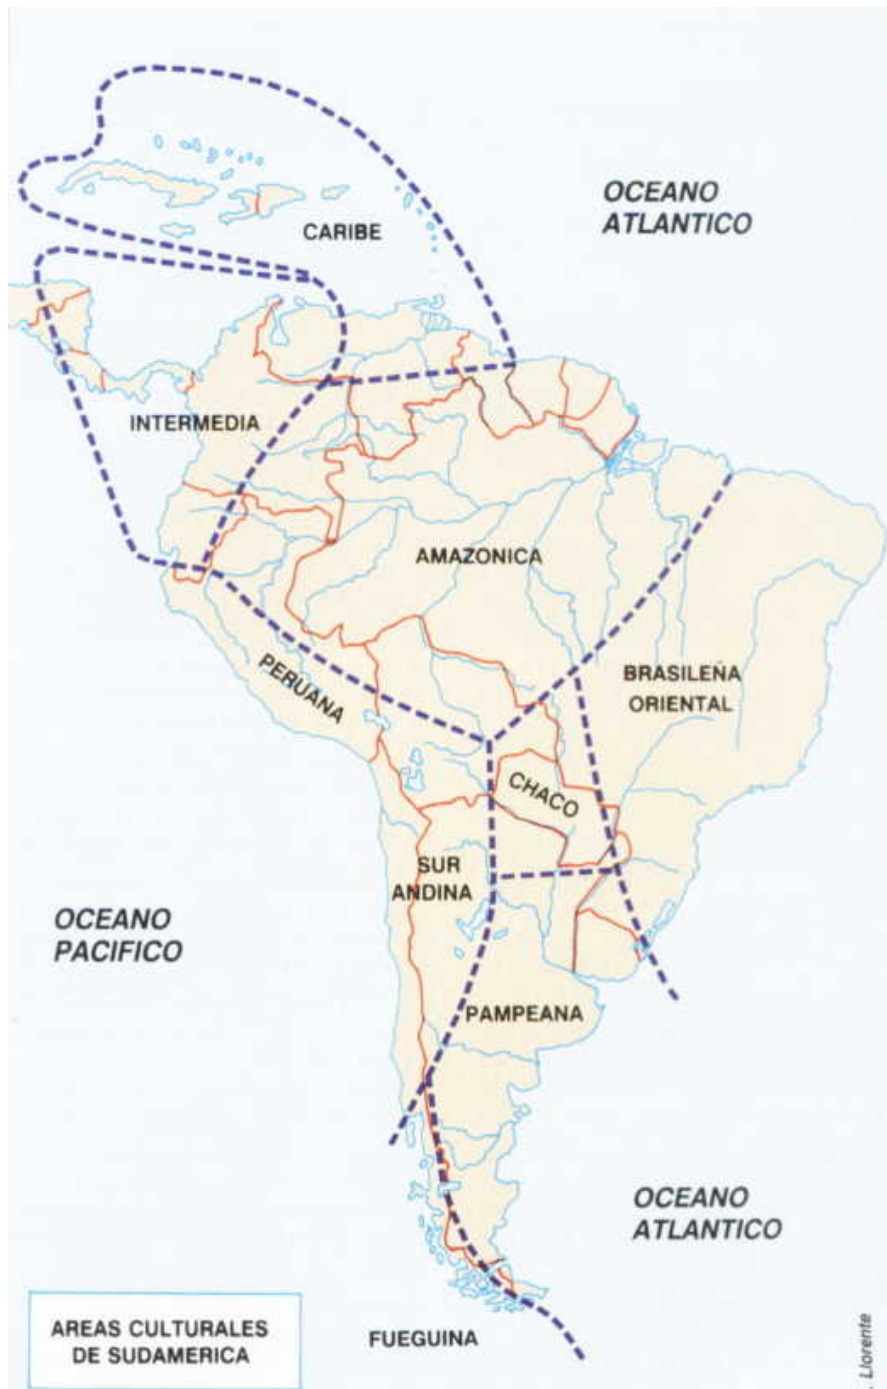 OCEANO
ATLANTICO
CARIBE
INTERMEDIA
AMAZONICA
PERUANA
BRASILEÑA
ORIENTAL
CHACO
SUR
ANDINA
OCEANO
PACIFICO
PAMPEANA
OCEANO
ATLANTICO
AREAS CULTURALES
DE SUDAMERICA
FUEGUINA
. Llorente